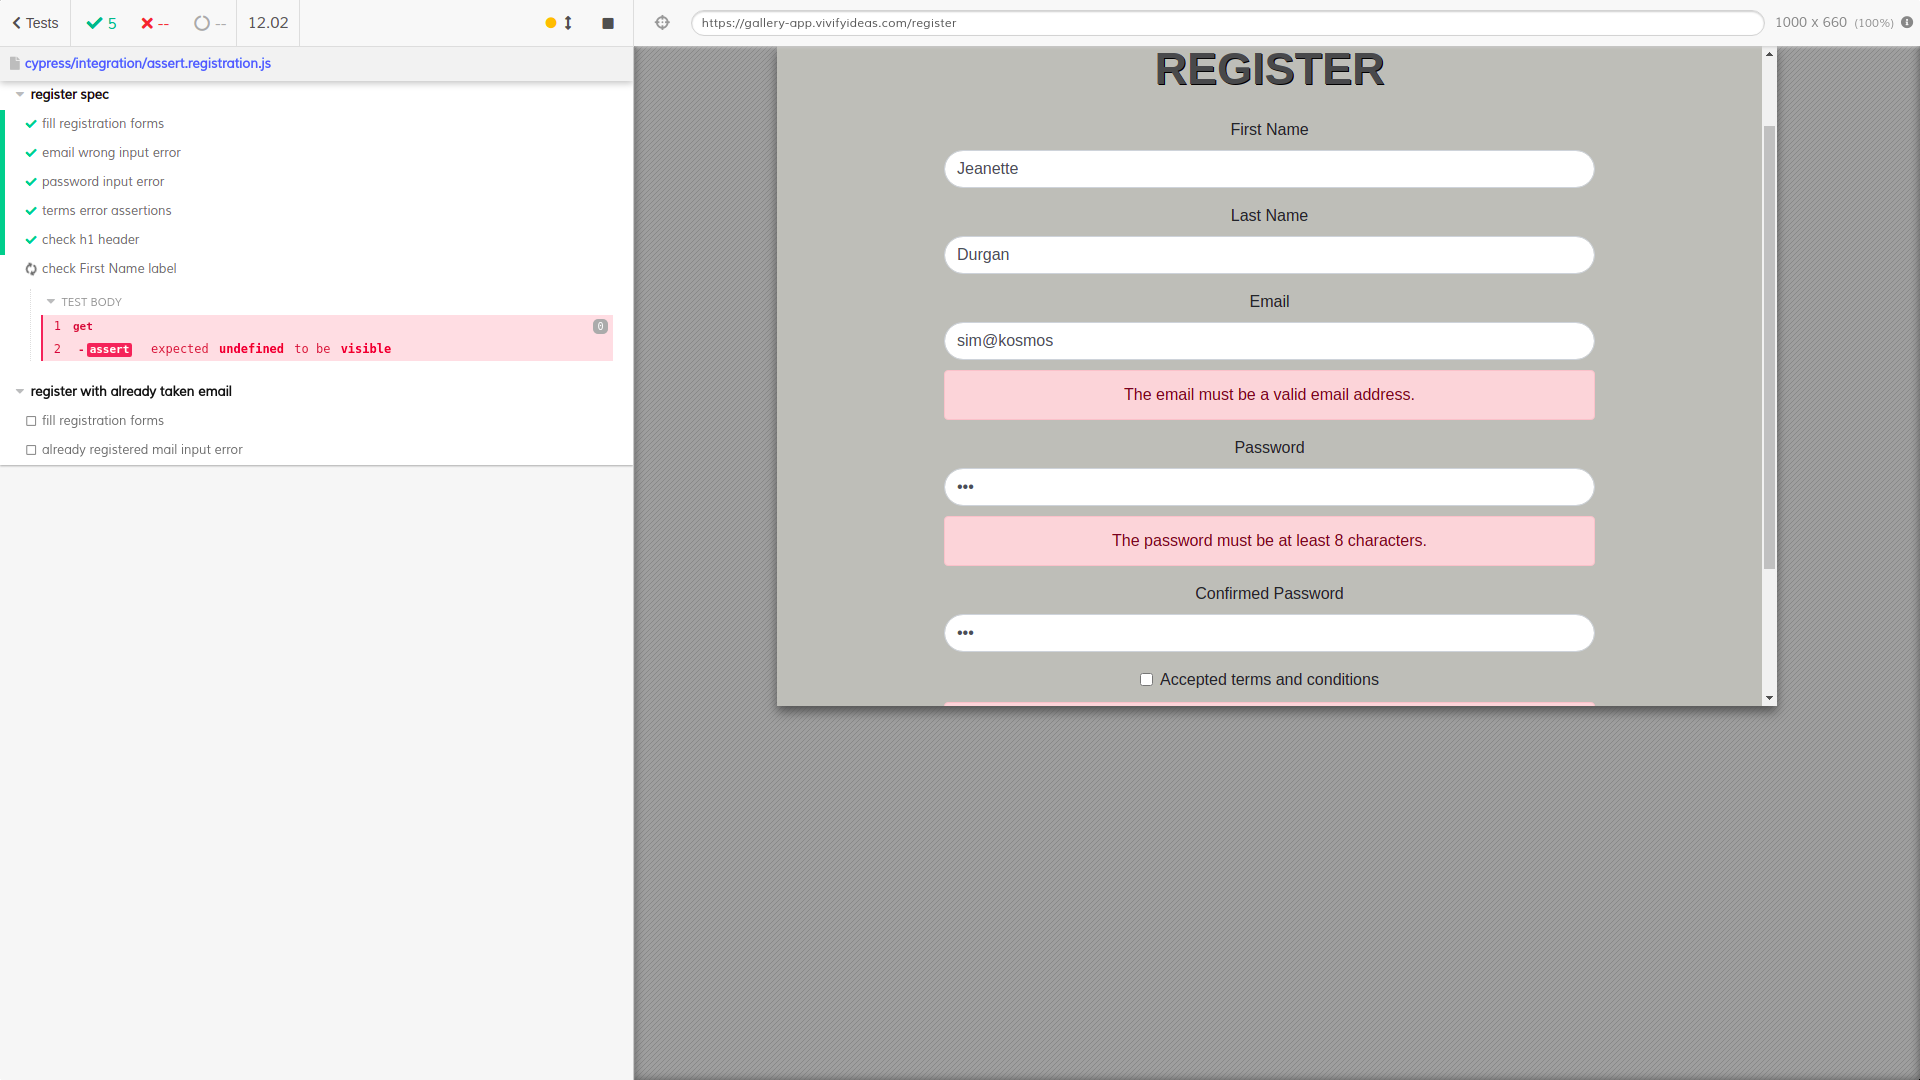 Tests
5
--
--
12.02
https://gallery-app.vivifyideas.com/register
1000 x 660 (100%)
cypress/integration/assert.registration.js
register spec
fill registration forms
email wrong input error
password input error
terms error assertions
check h1 header
check First Name label
TEST BODY
1 get 0
2 -assert expected undefined to be visible
register with already taken email
fill registration forms
already registered mail input error
REGISTER
First Name
Jeanette
Last Name
Durgan
Email
sim@kosmos
The email must be a valid email address.
Password
•••
The password must be at least 8 characters.
Confirmed Password
•••
Accepted terms and conditions